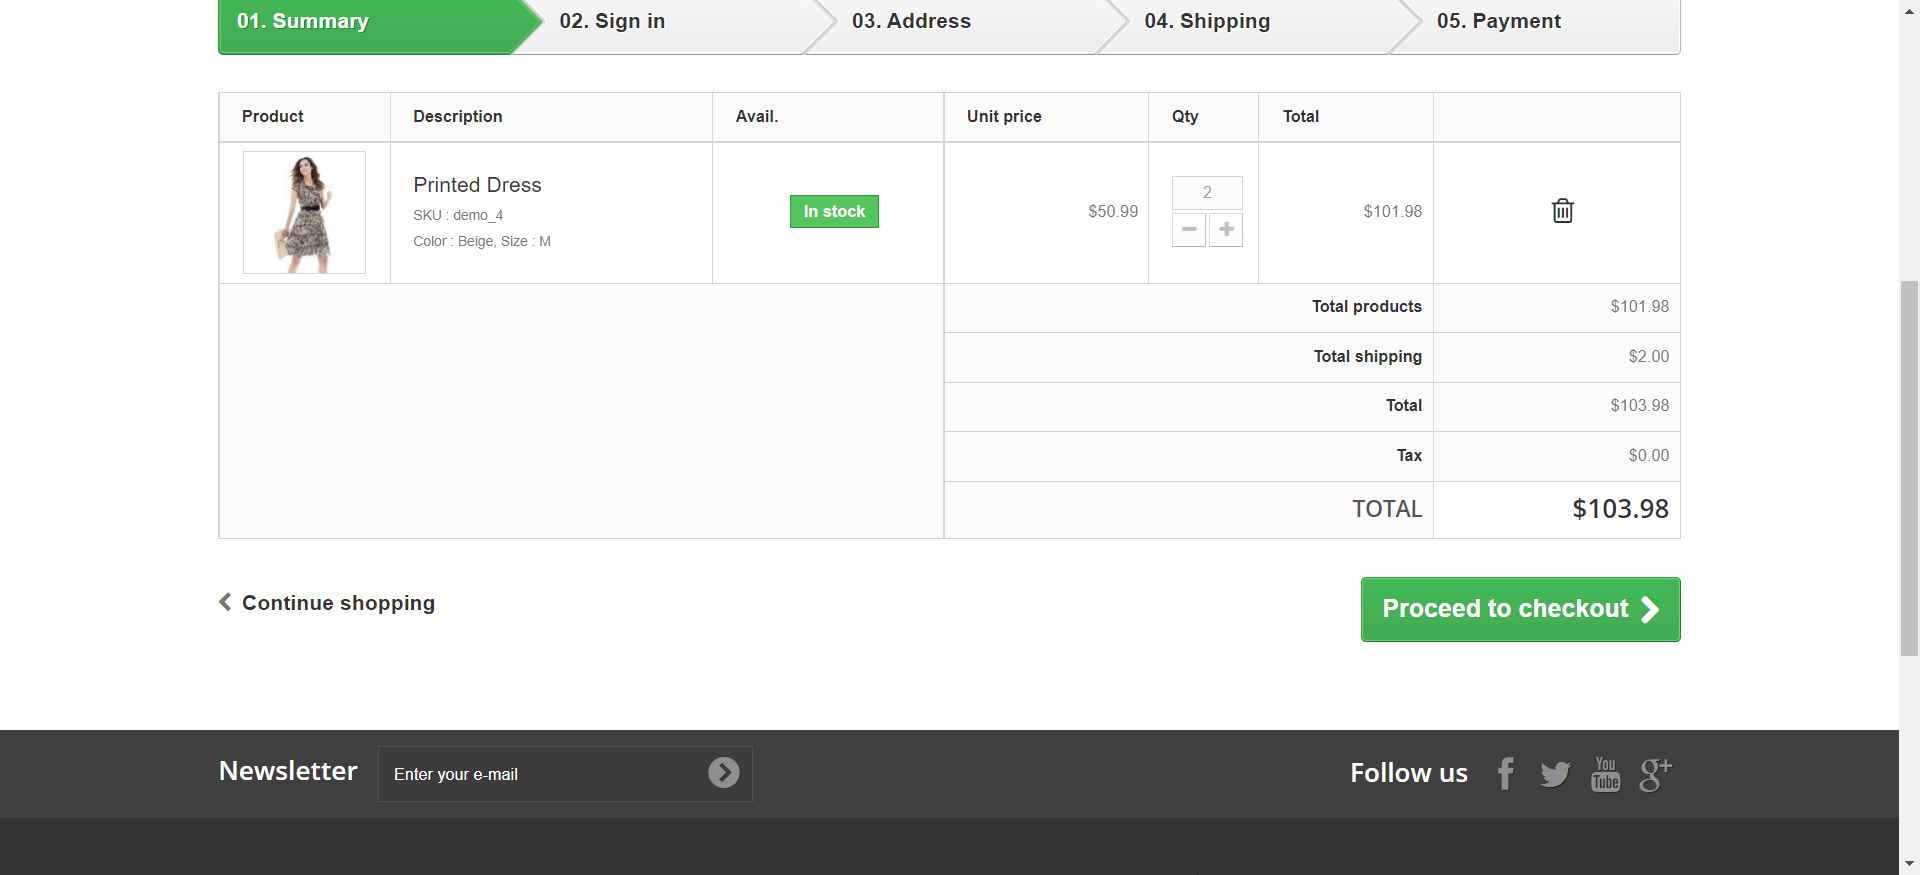 01. Summary
02. Sign in
03. Address
04. Shipping
05. Payment
Product
Description
Avail.
Unit price
Qty
Total
Printed Dress
SKU : demo_4
Color : Beige, Size : M
In stock
$50.99
2
$101.98
Total products
$101.98
Total shipping
$2.00
Total
$103.98
Tax
$0.00
TOTAL
$103.98
Continue shopping
Proceed to checkout
Newsletter
Enter your e-mail
Follow us
You
Tube
g+